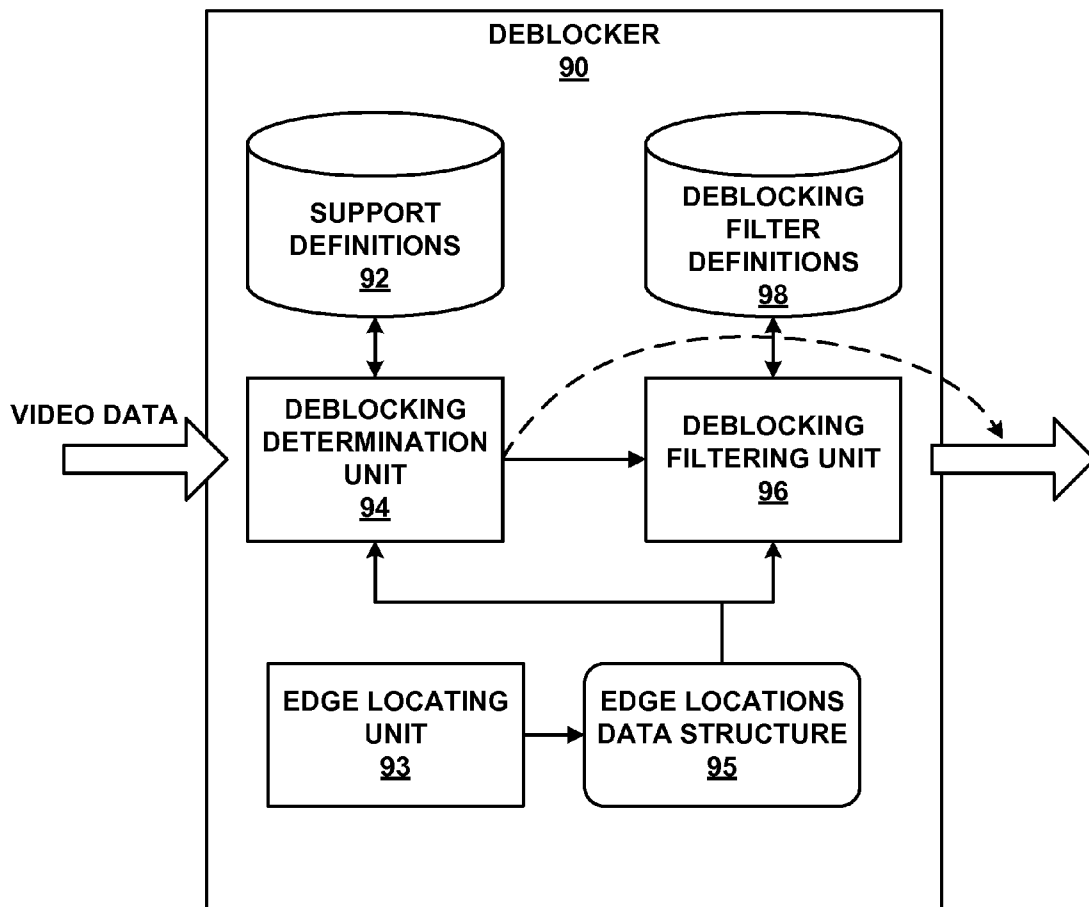 DEBLOCKER
90
SUPPORT
DEFINITIONS
92
DEBLOCKING
FILTER
DEFINITIONS
98
VIDEO DATA
DEBLOCKING
DETERMINATION
UNIT
94
DEBLOCKING
FILTERING UNIT
96
EDGE LOCATING
UNIT
93
EDGE LOCATIONS
DATA STRUCTURE
95